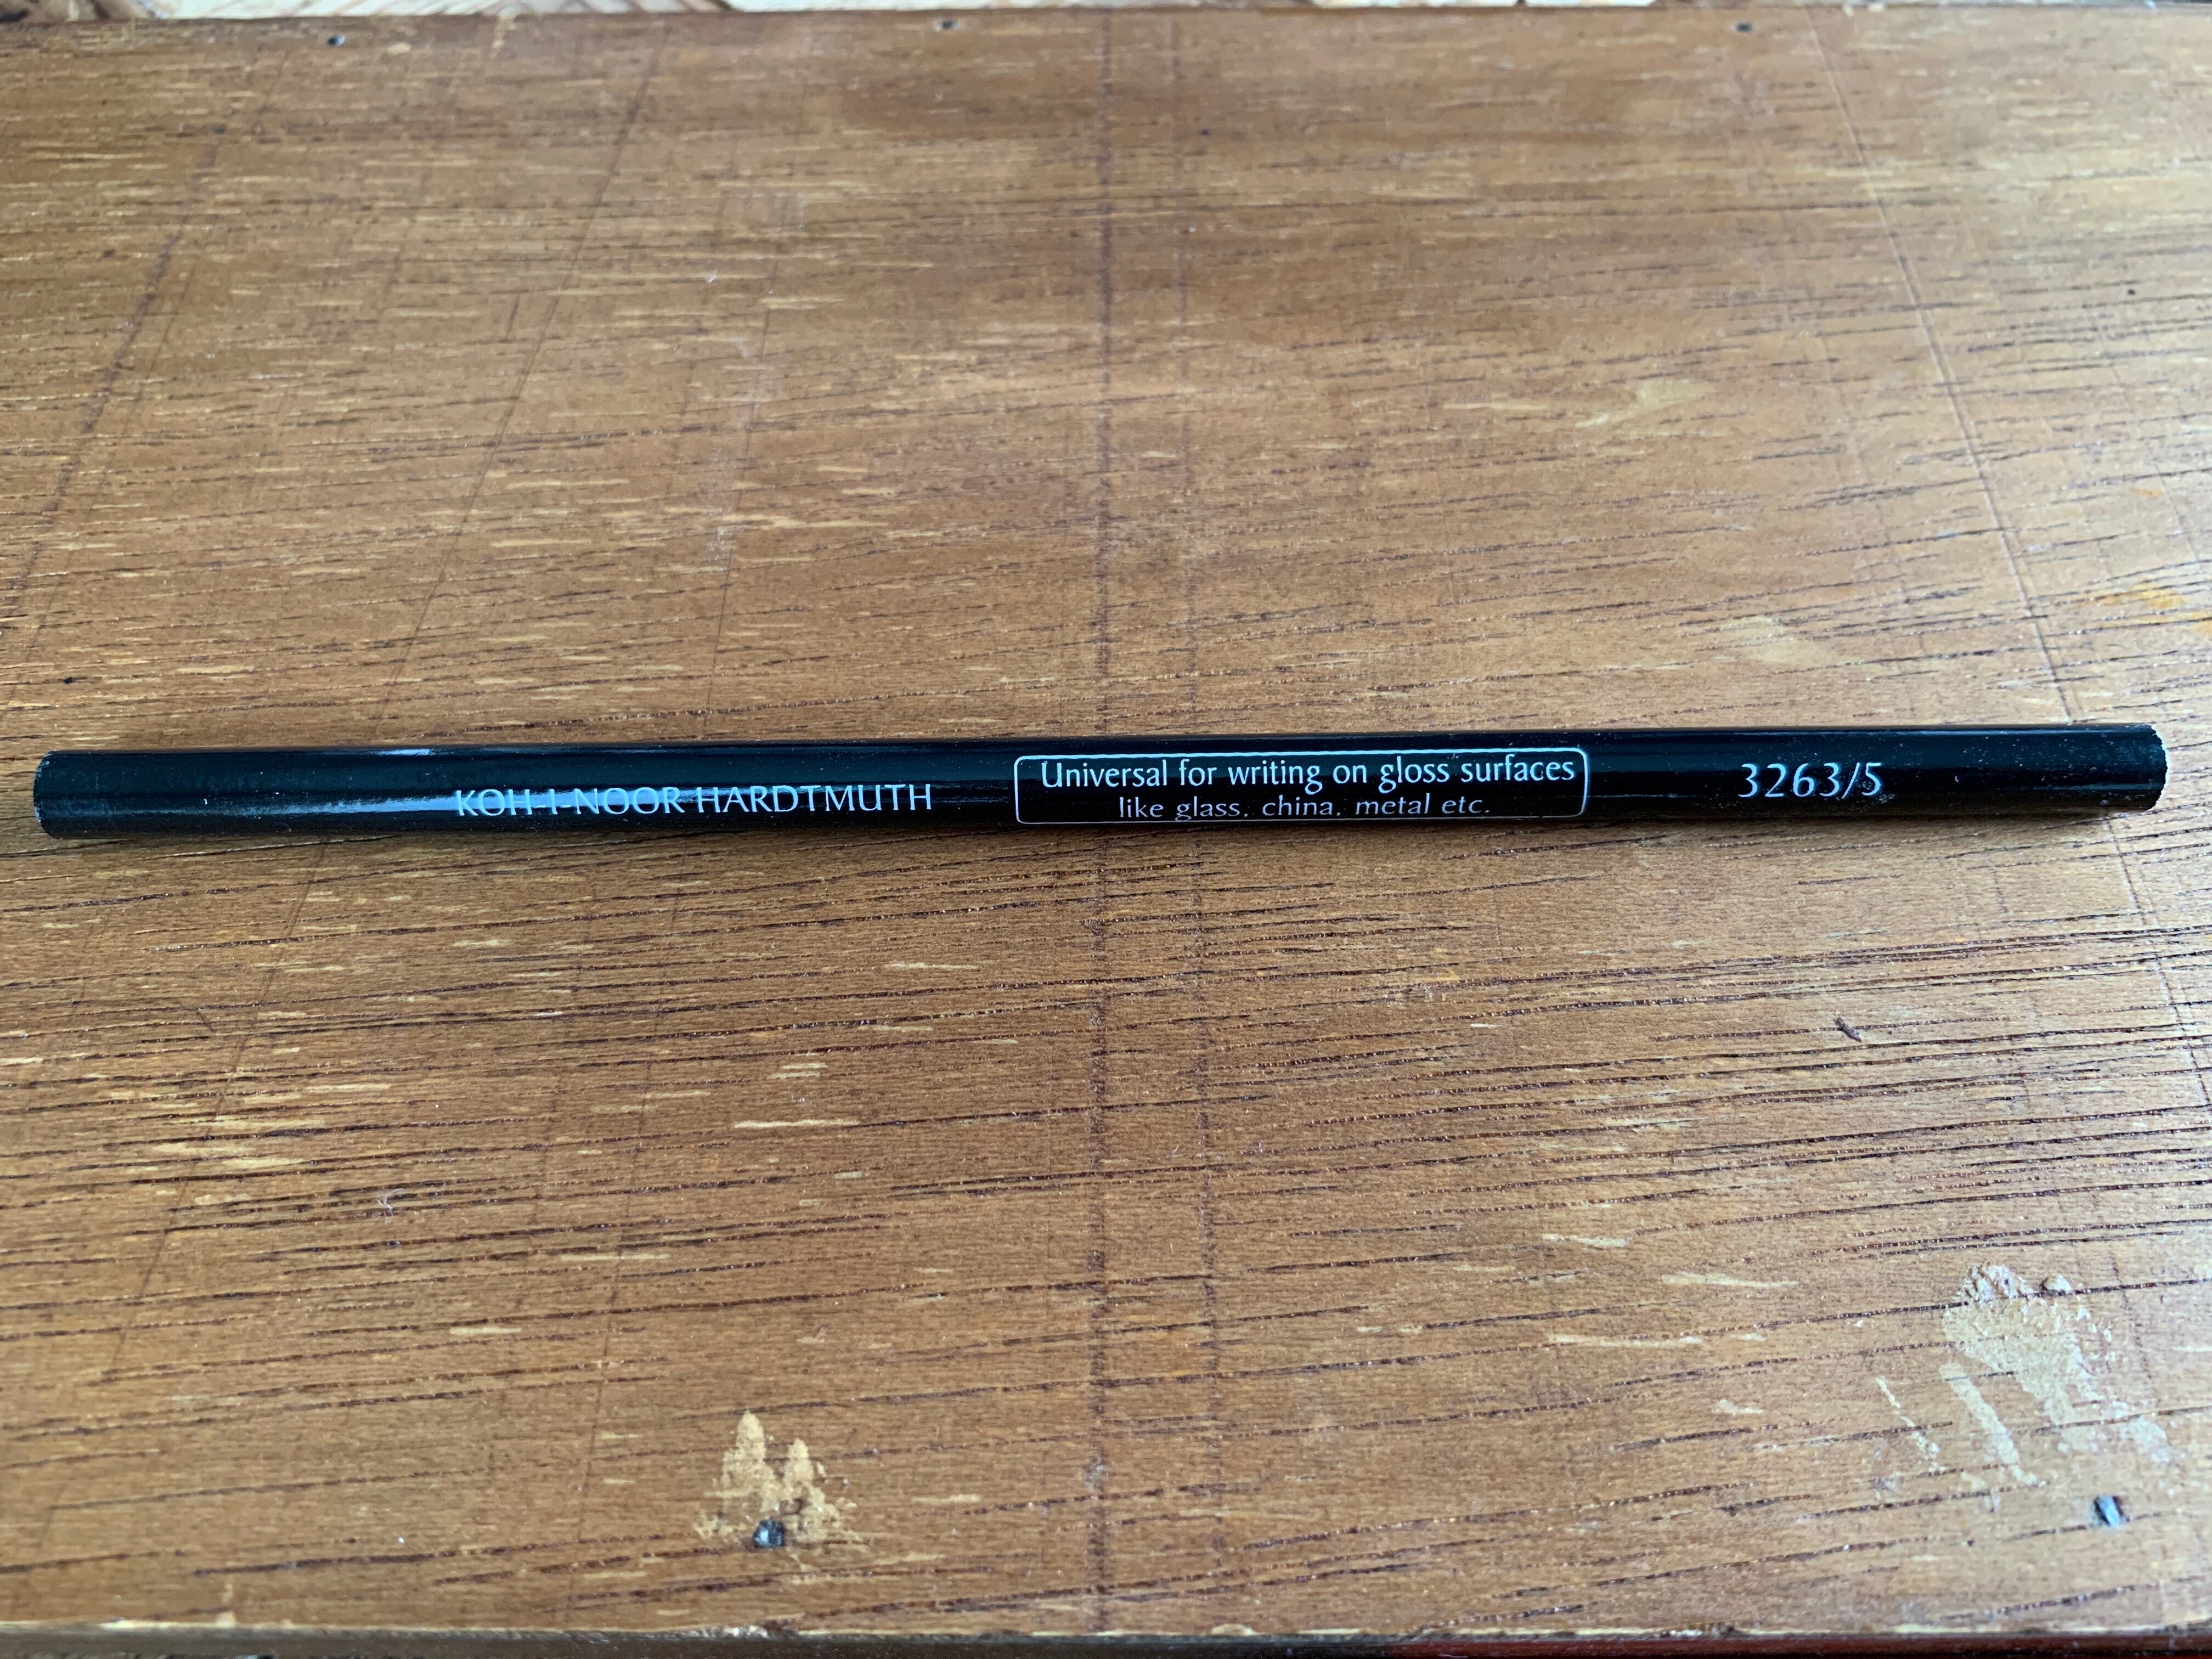 KOH-I-NOOR HARDTMUTH
Universal for writing on gloss surfaces
like glass, china, metal etc.
3263/5